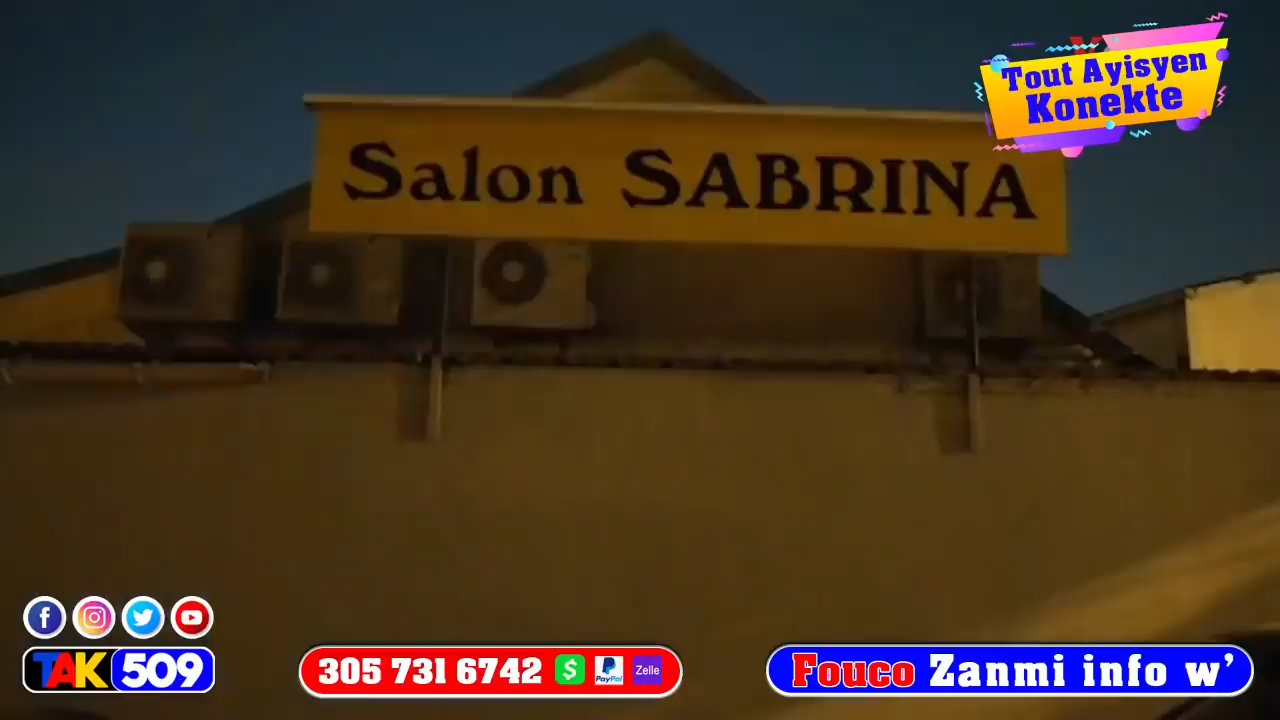 Tout Ayisyen
Konekte
Salon SABRINA
TAK 509
305 731 6742
$
PayPal
Zelle
Fouco Zanmi info w’